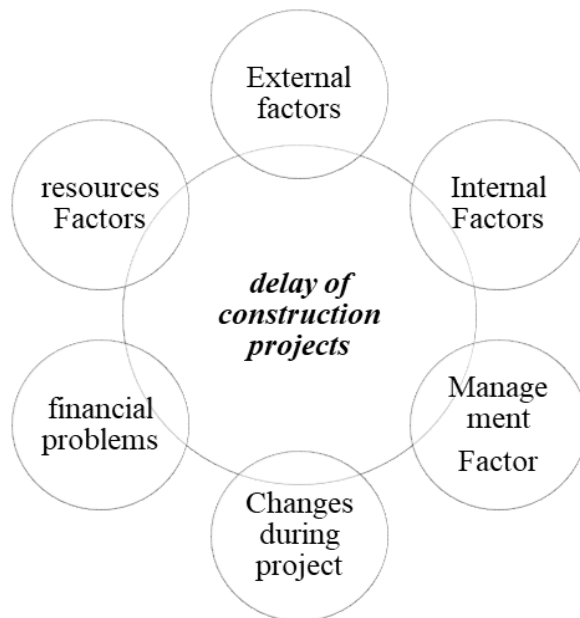 External
factors
resources
Factors
Internal
Factors
delay of
construction
projects
financial
problems
Manage
ment
Factor
Changes
during
project